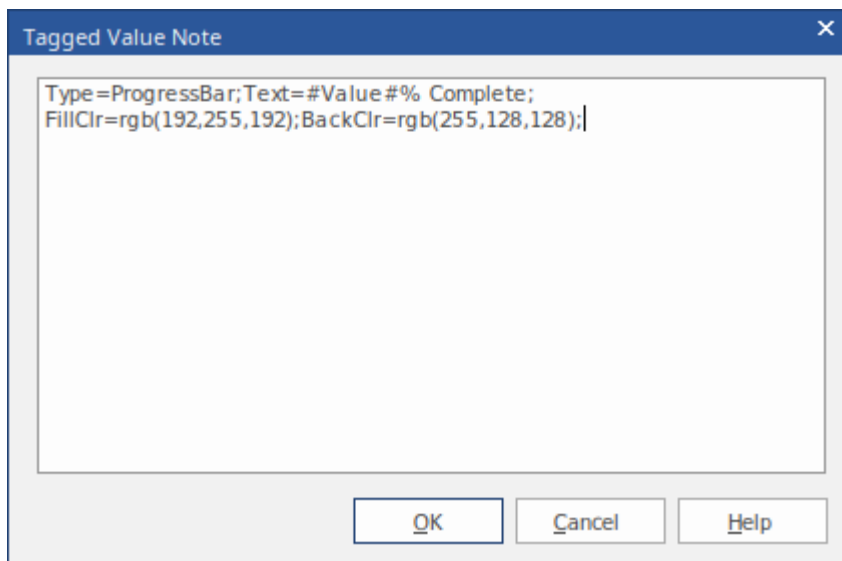 Tagged Value Note
Type=ProgressBar;Text=#Value#% Complete;
FillClr=rgb(192,255,192);BackClr=rgb(255,128,128);
OK
Cancel
Help